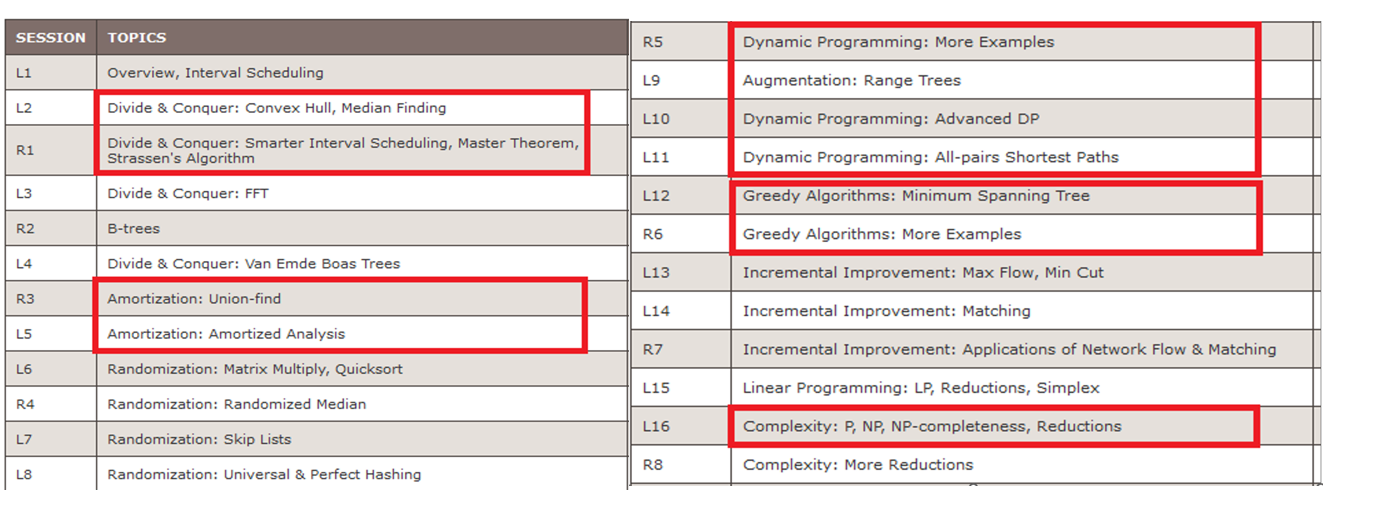 SESSION TOPICS
L1 Overview, Interval Scheduling
L2 Divide & Conquer: Convex Hull, Median Finding
R1 Divide & Conquer: Smarter Interval Scheduling, Master Theorem,
Strassen's Algorithm
L3 Divide & Conquer: FFT
R2 B-trees
L4 Divide & Conquer: Van Emde Boas Trees
R3 Amortization: Union-find
L5 Amortization: Amortized Analysis
L6 Randomization: Matrix Multiply, Quicksort
R4 Randomization: Randomized Median
L7 Randomization: Skip Lists
L8 Randomization: Universal & Perfect Hashing
R5 Dynamic Programming: More Examples
L9 Augmentation: Range Trees
L10 Dynamic Programming: Advanced DP
L11 Dynamic Programming: All-pairs Shortest Paths
L12 Greedy Algorithms: Minimum Spanning Tree
R6 Greedy Algorithms: More Examples
L13 Incremental Improvement: Max Flow, Min Cut
L14 Incremental Improvement: Matching
R7 Incremental Improvement: Applications of Network Flow & Matching
L15 Linear Programming: LP, Reductions, Simplex
L16 Complexity: P, NP, NP-completeness, Reductions
R8 Complexity: More Reductions